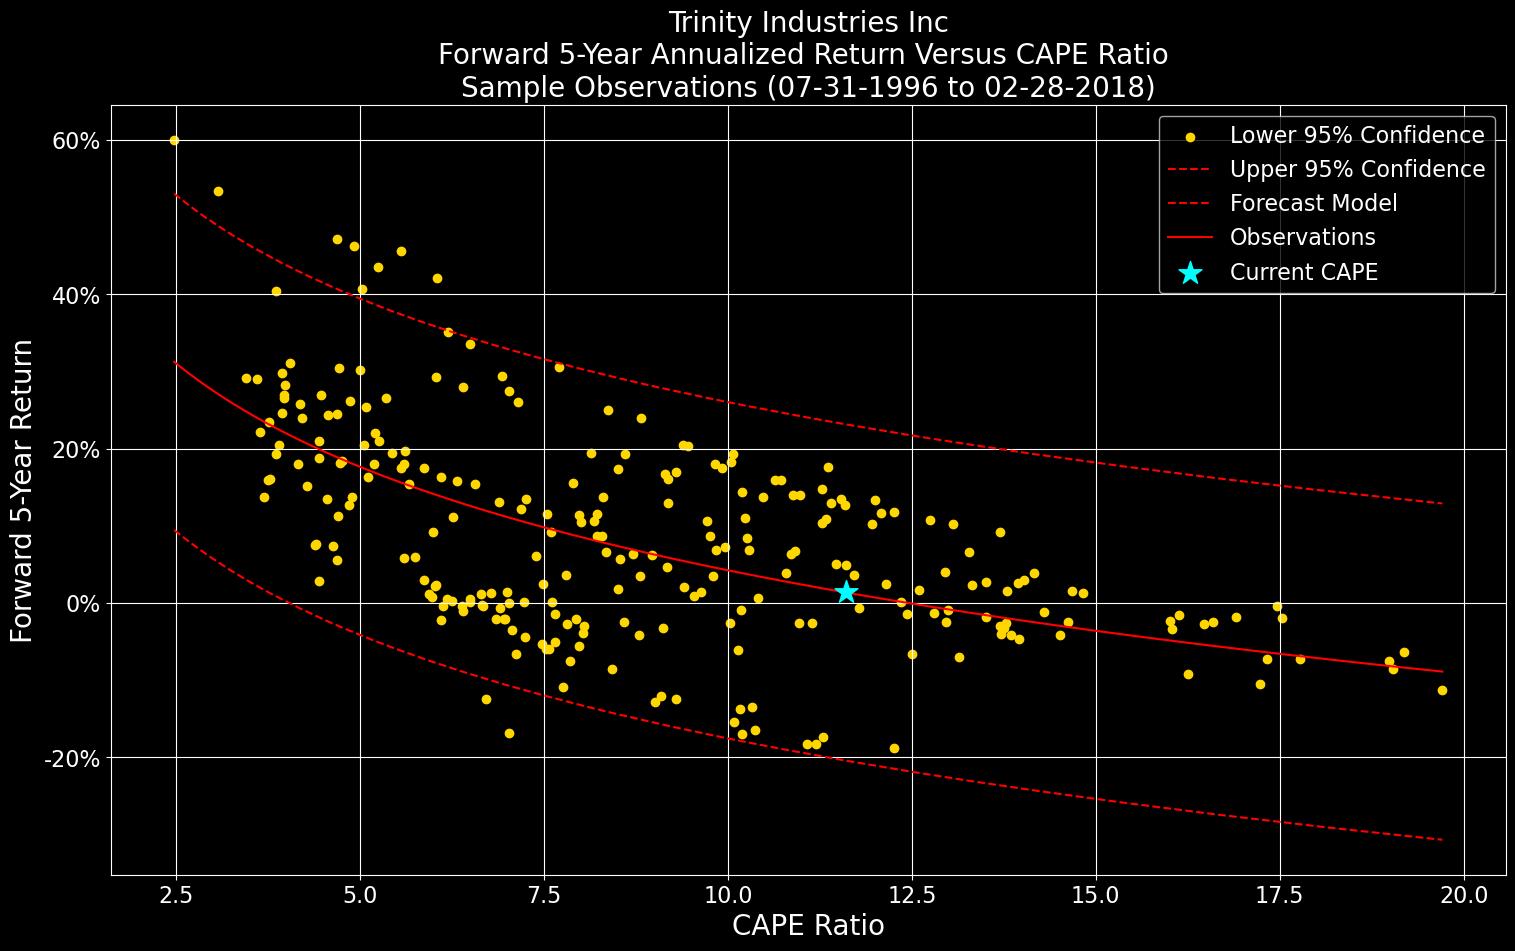 Trinity Industries Inc
Forward 5-Year Annualized Return Versus CAPE Ratio
Sample Observations (07-31-1996 to 02-28-2018)
Lower 95% Confidence
Upper 95% Confidence
Forecast Model
Observations
Current CAPE
Forward 5-Year Return
60%
40%
20%
0%
-20%
2.5 5.0 7.5 10.0 12.5 15.0 17.5 20.0
CAPE Ratio